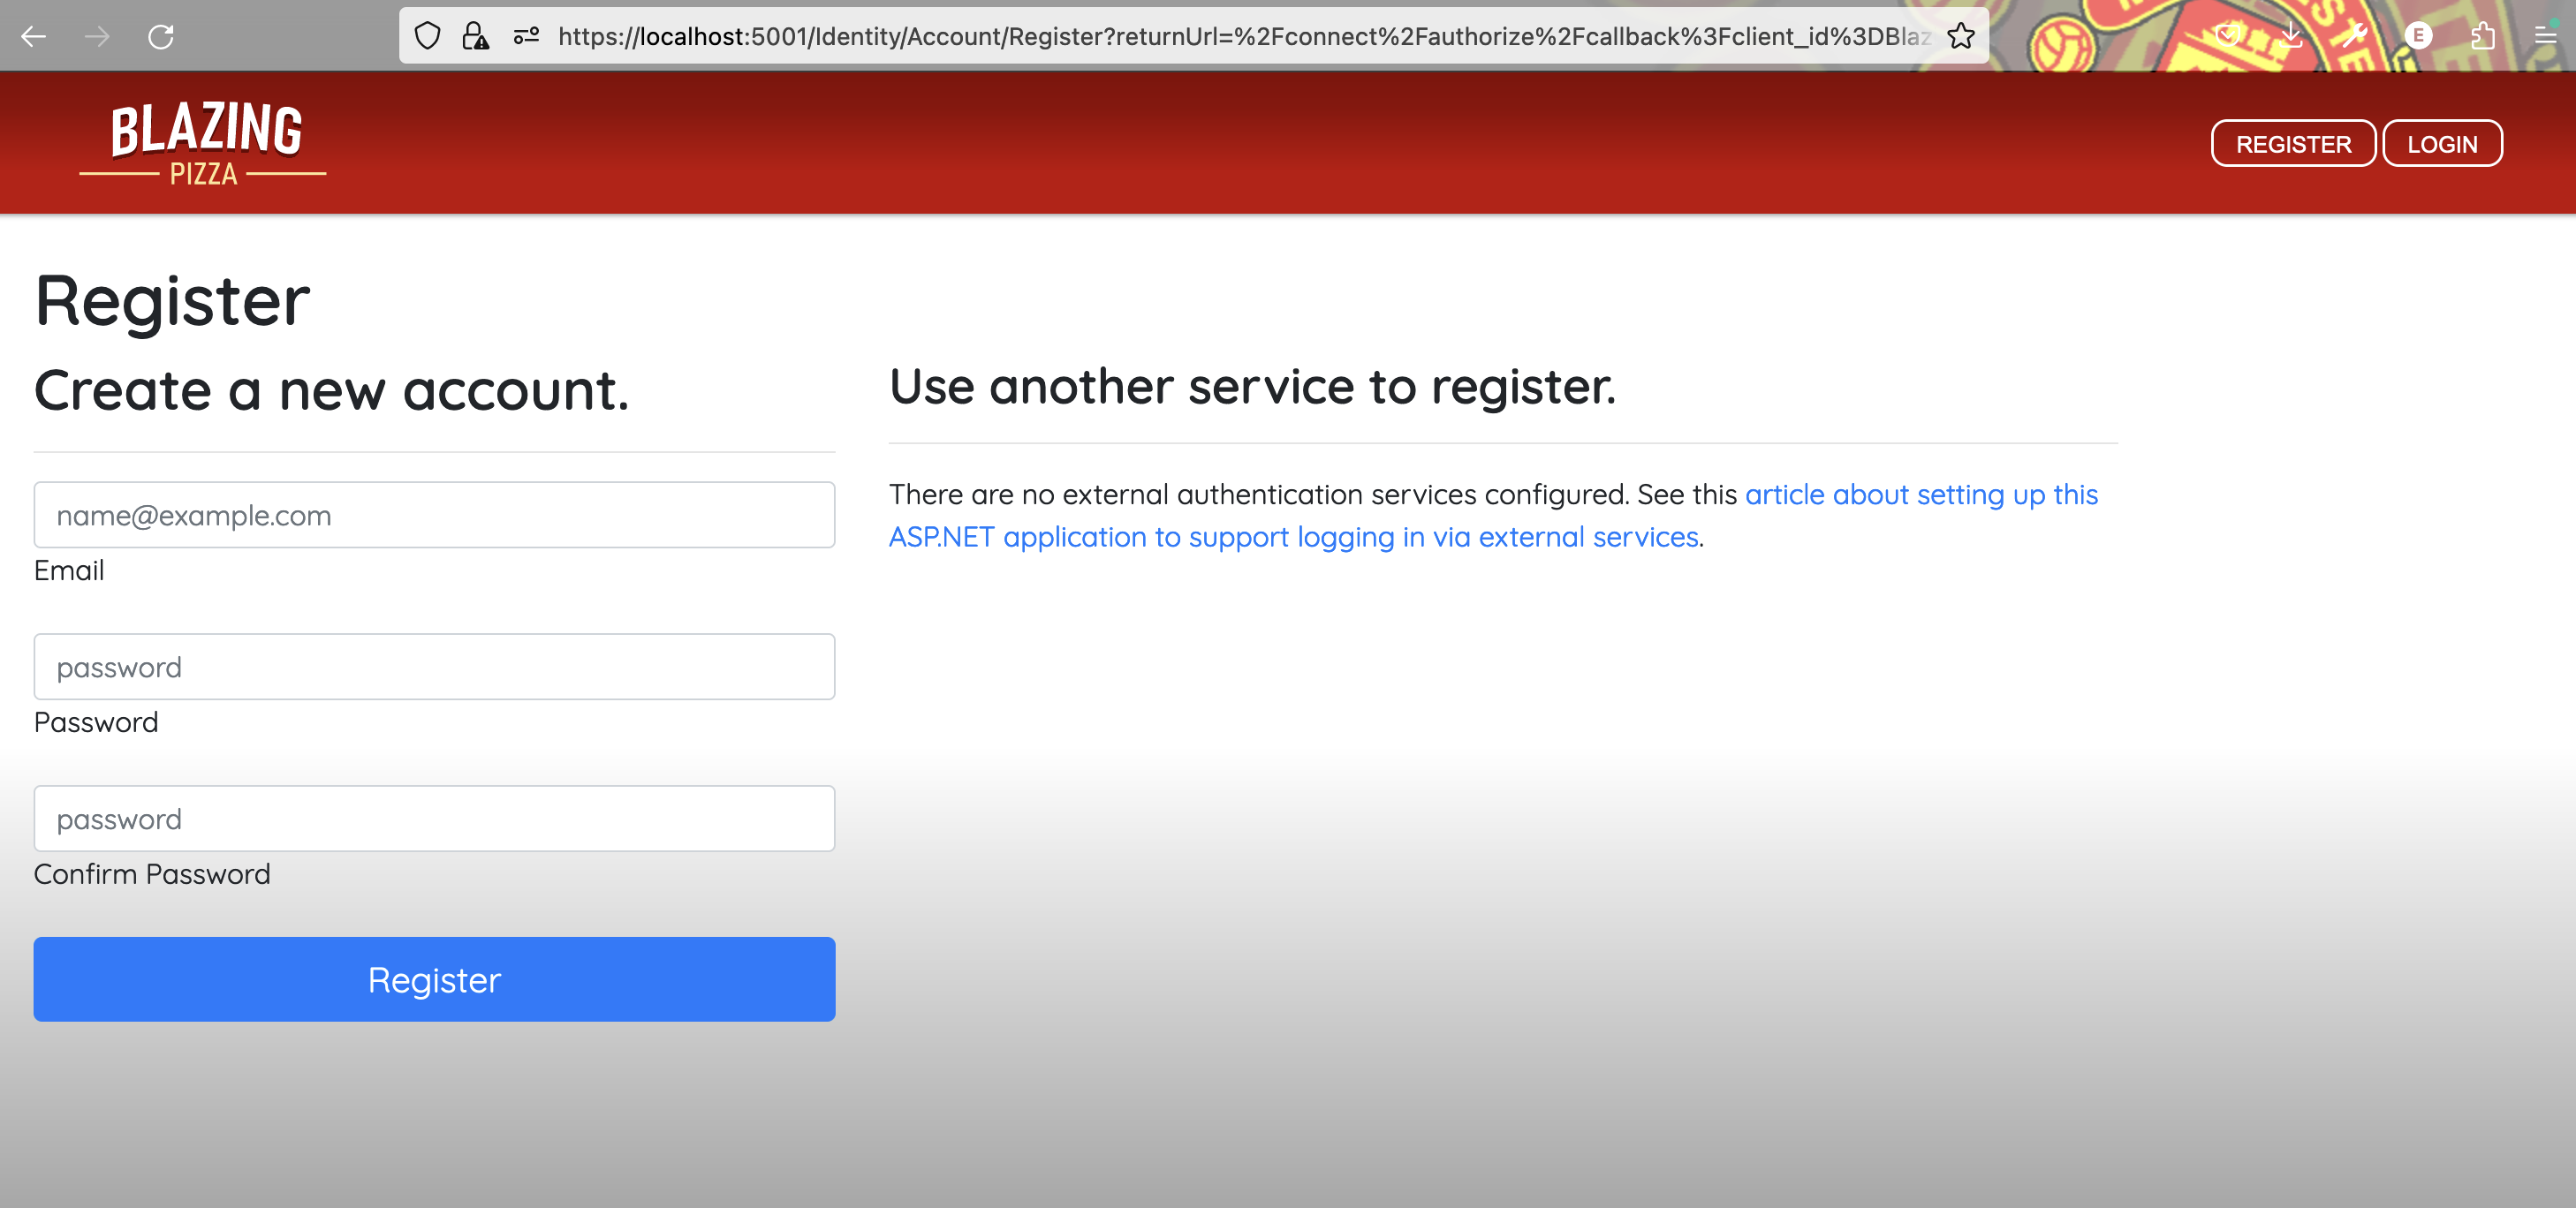 https://localhost:5001/Identity/Account/Register?returnUrl=%2Fconnect%2Fauthorize%2Fcallback%3Fclient_id%3DBlaz
E
BLAZING
PIZZA
REGISTER
LOGIN
Register
Create a new account.
name@example.com
Email
password
Password
password
Confirm Password
Register
Use another service to register.
There are no external authentication services configured. See this article about setting up this
ASP.NET application to support logging in via external services.